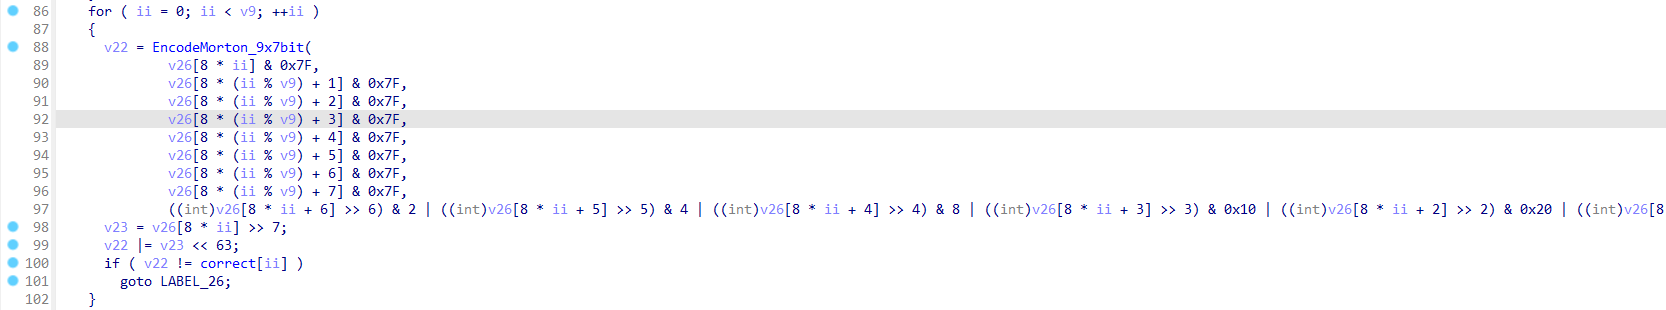 86 for ( ii = 0; ii < v9; ++ii )
87 {
88 v22 = EncodeMorton_9x7bit(
89 v26[8 * ii] & 0x7F,
90 v26[8 * (ii % v9) + 1] & 0x7F,
91 v26[8 * (ii % v9) + 2] & 0x7F,
92 v26[8 * (ii % v9) + 3] & 0x7F,
93 v26[8 * (ii % v9) + 4] & 0x7F,
94 v26[8 * (ii % v9) + 5] & 0x7F,
95 v26[8 * (ii % v9) + 6] & 0x7F,
96 v26[8 * (ii % v9) + 7] & 0x7F,
97 ((int)v26[8 * ii + 6] >> 6) & 2 | ((int)v26[8 * ii + 5] >> 5) & 4 | ((int)v26[8 * ii + 4] >> 4) & 8 | ((int)v26[8 * ii + 3] >> 3) & 0x10 | ((int)v26[8 * ii + 2] >> 2) & 0x20 | ((int)v26[8
98 v23 = v26[8 * ii] >> 7;
99 v22 |= v23 << 63;
100 if ( v22 != correct[ii] )
101 goto LABEL_26;
102 }